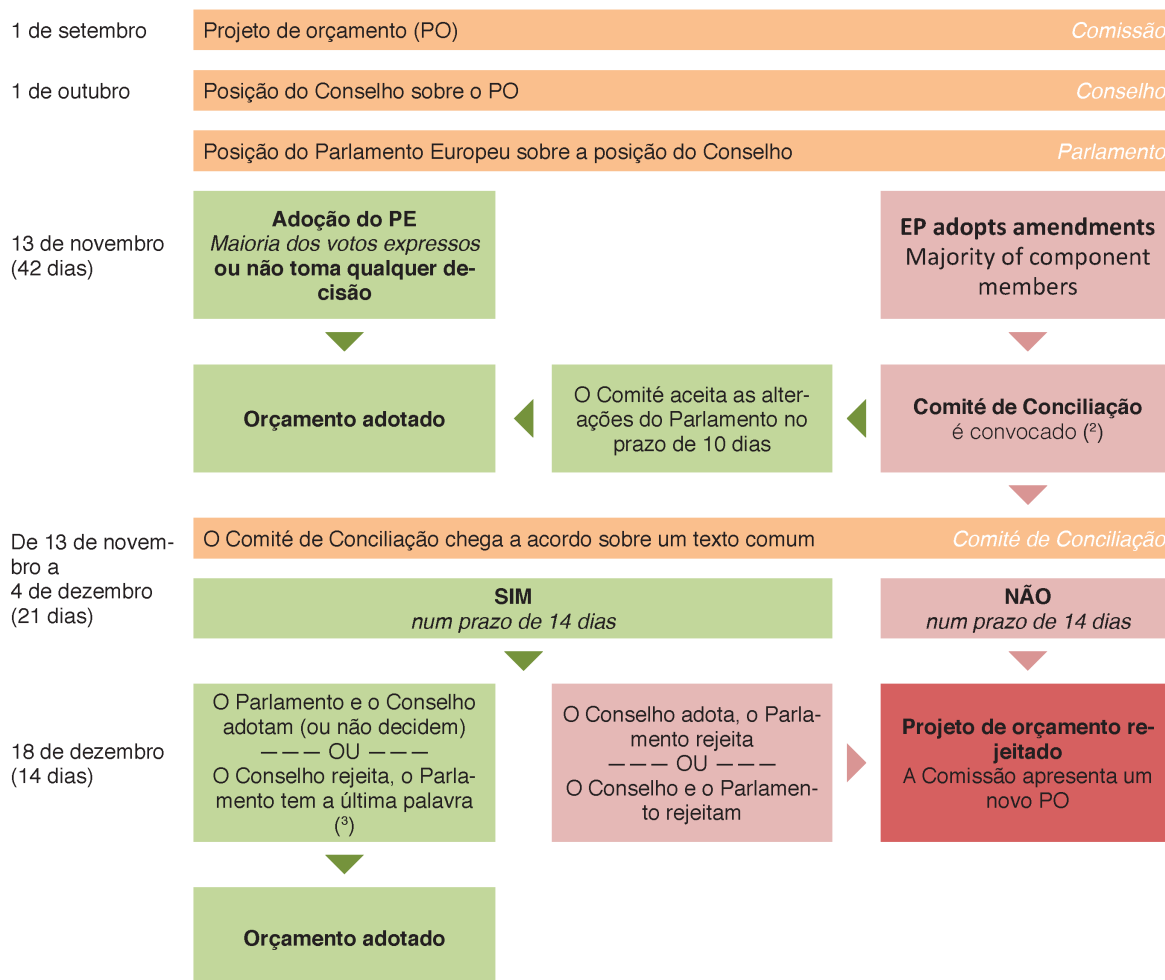 1 de setembro
Projeto de orçamento (PO)
Comissão
1 de outubro
Posição do Conselho sobre o PO
Conselho
Posição do Parlamento Europeu sobre a posição do Conselho
Parlamento
13 de novembro
(42 dias)
Adoção do PE
Maioria dos votos expressos
ou não toma qualquer de-
cisão
EP adopts amendments
Majority of component
members
Orçamento adotado
O Comité aceita as alter-
ações do Parlamento no
prazo de 10 dias
Comité de Conciliação
é convocado (²)
De 13 de novem-
bro a
4 de dezembro
(21 dias)
O Comité de Conciliação chega a acordo sobre um texto comum
Comité de Conciliação
SIM
num prazo de 14 dias
NÃO
num prazo de 14 dias
18 de dezembro
(14 dias)
O Parlamento e o Conselho
adotam (ou não decidem)
– – – OU – – –
O Conselho rejeita, o Parla-
mento tem a última palavra
(³)
O Conselho adota, o Parla-
mento rejeita
– – – OU – – –
O Conselho e o Parlamen-
to rejeitam
Projeto de orçamento re-
jeitado
A Comissão apresenta um
novo PO
Orçamento adotado